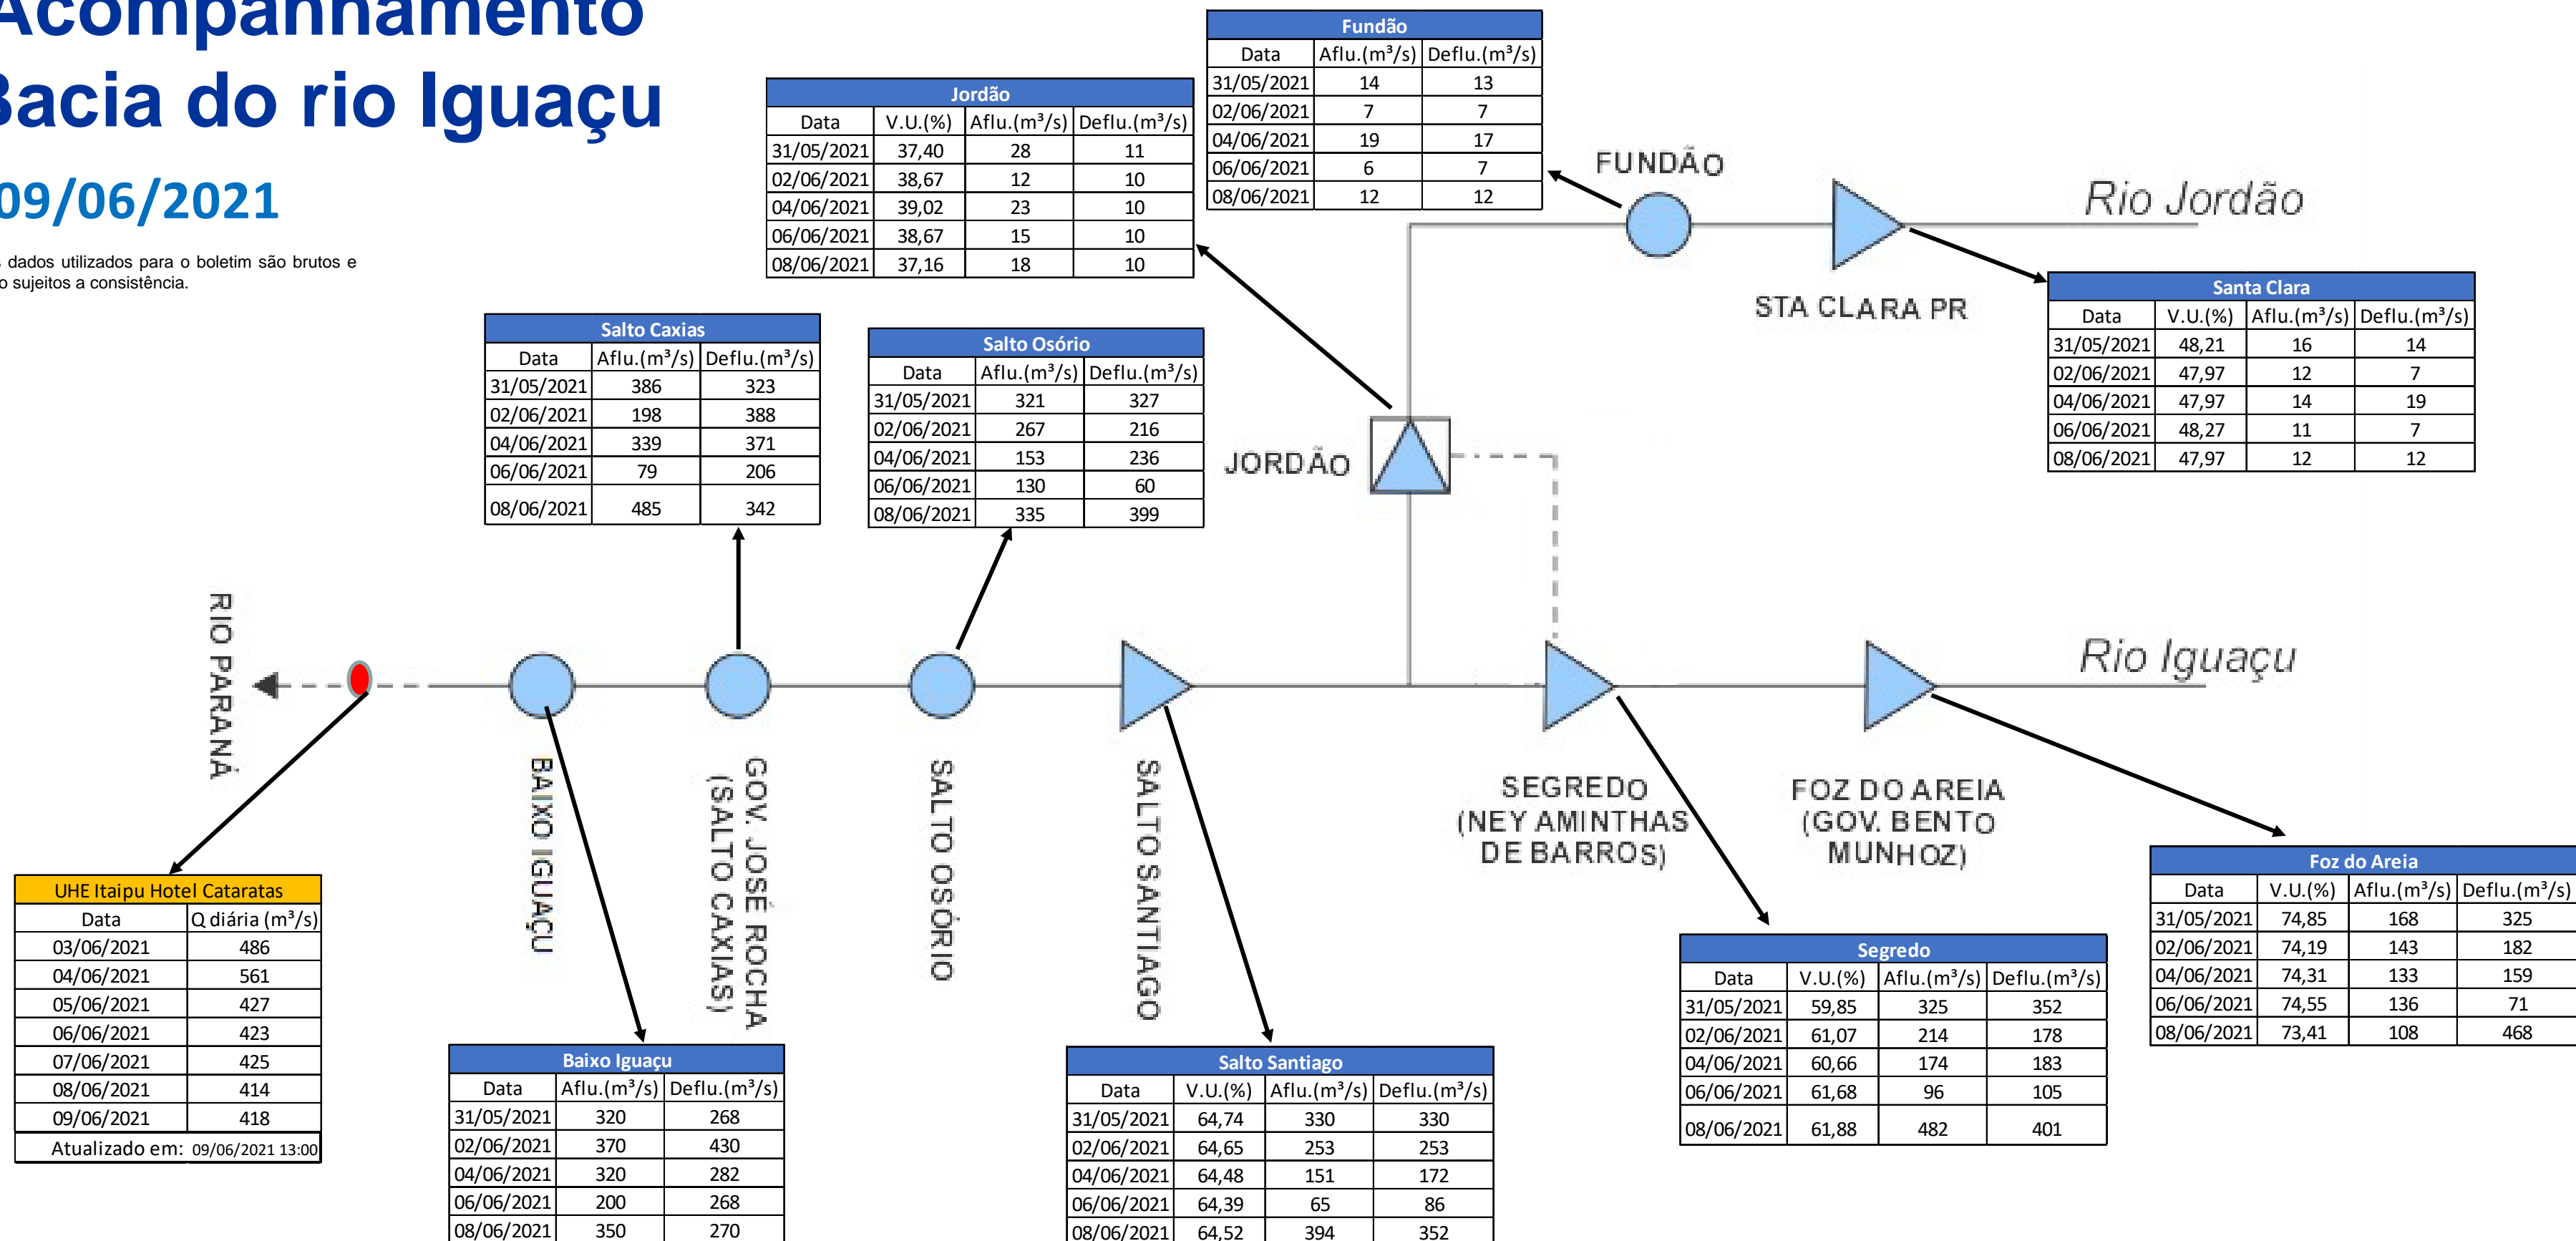 Acompanhamento
Bacia do rio Iguaçu
09/06/2021
dados utilizados para o boletim são brutos e
sujeitos a consistência.
Fundão
Data Aflu.(m³/s) Deflu.(m³/s)
31/05/2021 14 13
02/06/2021 7 7
04/06/2021 19 17
06/06/2021 6 7
08/06/2021 12 12
Jordão
Data V.U.(%) Aflu.(m³/s) Deflu.(m³/s)
31/05/2021 37,40 28 11
02/06/2021 38,67 12 10
04/06/2021 39,02 23 10
06/06/2021 38,67 15 10
08/06/2021 37,16 18 10
FUNDÃO
Rio Jordão
STA CLARA PR
Santa Clara
Data V.U.(%) Aflu.(m³/s) Deflu.(m³/s)
31/05/2021 48,21 16 14
02/06/2021 47,97 12 7
04/06/2021 47,97 14 19
06/06/2021 48,27 11 7
08/06/2021 47,97 12 12
Salto Caxias
Data Aflu.(m³/s) Deflu.(m³/s)
31/05/2021 386 323
02/06/2021 198 388
04/06/2021 339 371
06/06/2021 79 206
08/06/2021 485 342
Salto Osório
Data Aflu.(m³/s) Deflu.(m³/s)
31/05/2021 321 327
02/06/2021 267 216
04/06/2021 153 236
06/06/2021 130 60
08/06/2021 335 399
JORDÃO
RIO PARANÁ
Rio Iguaçu
BAIXO IGUAÇU
GOV. JOSÉ ROCHA
(SALTO CAXIAS)
SALTO OSÓRIO
SALTO SANTIAGO
SEGREDO
(NEY AMINTHAS
DE BARROS)
FOZ DO AREIA
(GOV. BENTO
MUNHOZ)
UHE Itaipu Hotel Cataratas
Data Q diária (m³/s)
03/06/2021 486
04/06/2021 561
05/06/2021 427
06/06/2021 423
07/06/2021 425
08/06/2021 414
09/06/2021 418
Atualizado em: 09/06/2021 13:00
Baixo Iguaçu
Data Aflu.(m³/s) Deflu.(m³/s)
31/05/2021 320 268
02/06/2021 370 430
04/06/2021 320 282
06/06/2021 200 268
08/06/2021 350 270
Salto Santiago
Data V.U.(%) Aflu.(m³/s) Deflu.(m³/s)
31/05/2021 64,74 330 330
02/06/2021 64,65 253 253
04/06/2021 64,48 151 172
06/06/2021 64,39 65 86
08/06/2021 64,52 394 352
Segredo
Data V.U.(%) Aflu.(m³/s) Deflu.(m³/s)
31/05/2021 59,85 325 352
02/06/2021 61,07 214 178
04/06/2021 60,66 174 183
06/06/2021 61,68 96 105
08/06/2021 61,88 482 401
Foz do Areia
Data V.U.(%) Aflu.(m³/s) Deflu.(m³/s)
31/05/2021 74,85 168 325
02/06/2021 74,19 143 182
04/06/2021 74,31 133 159
06/06/2021 74,55 136 71
08/06/2021 73,41 108 468